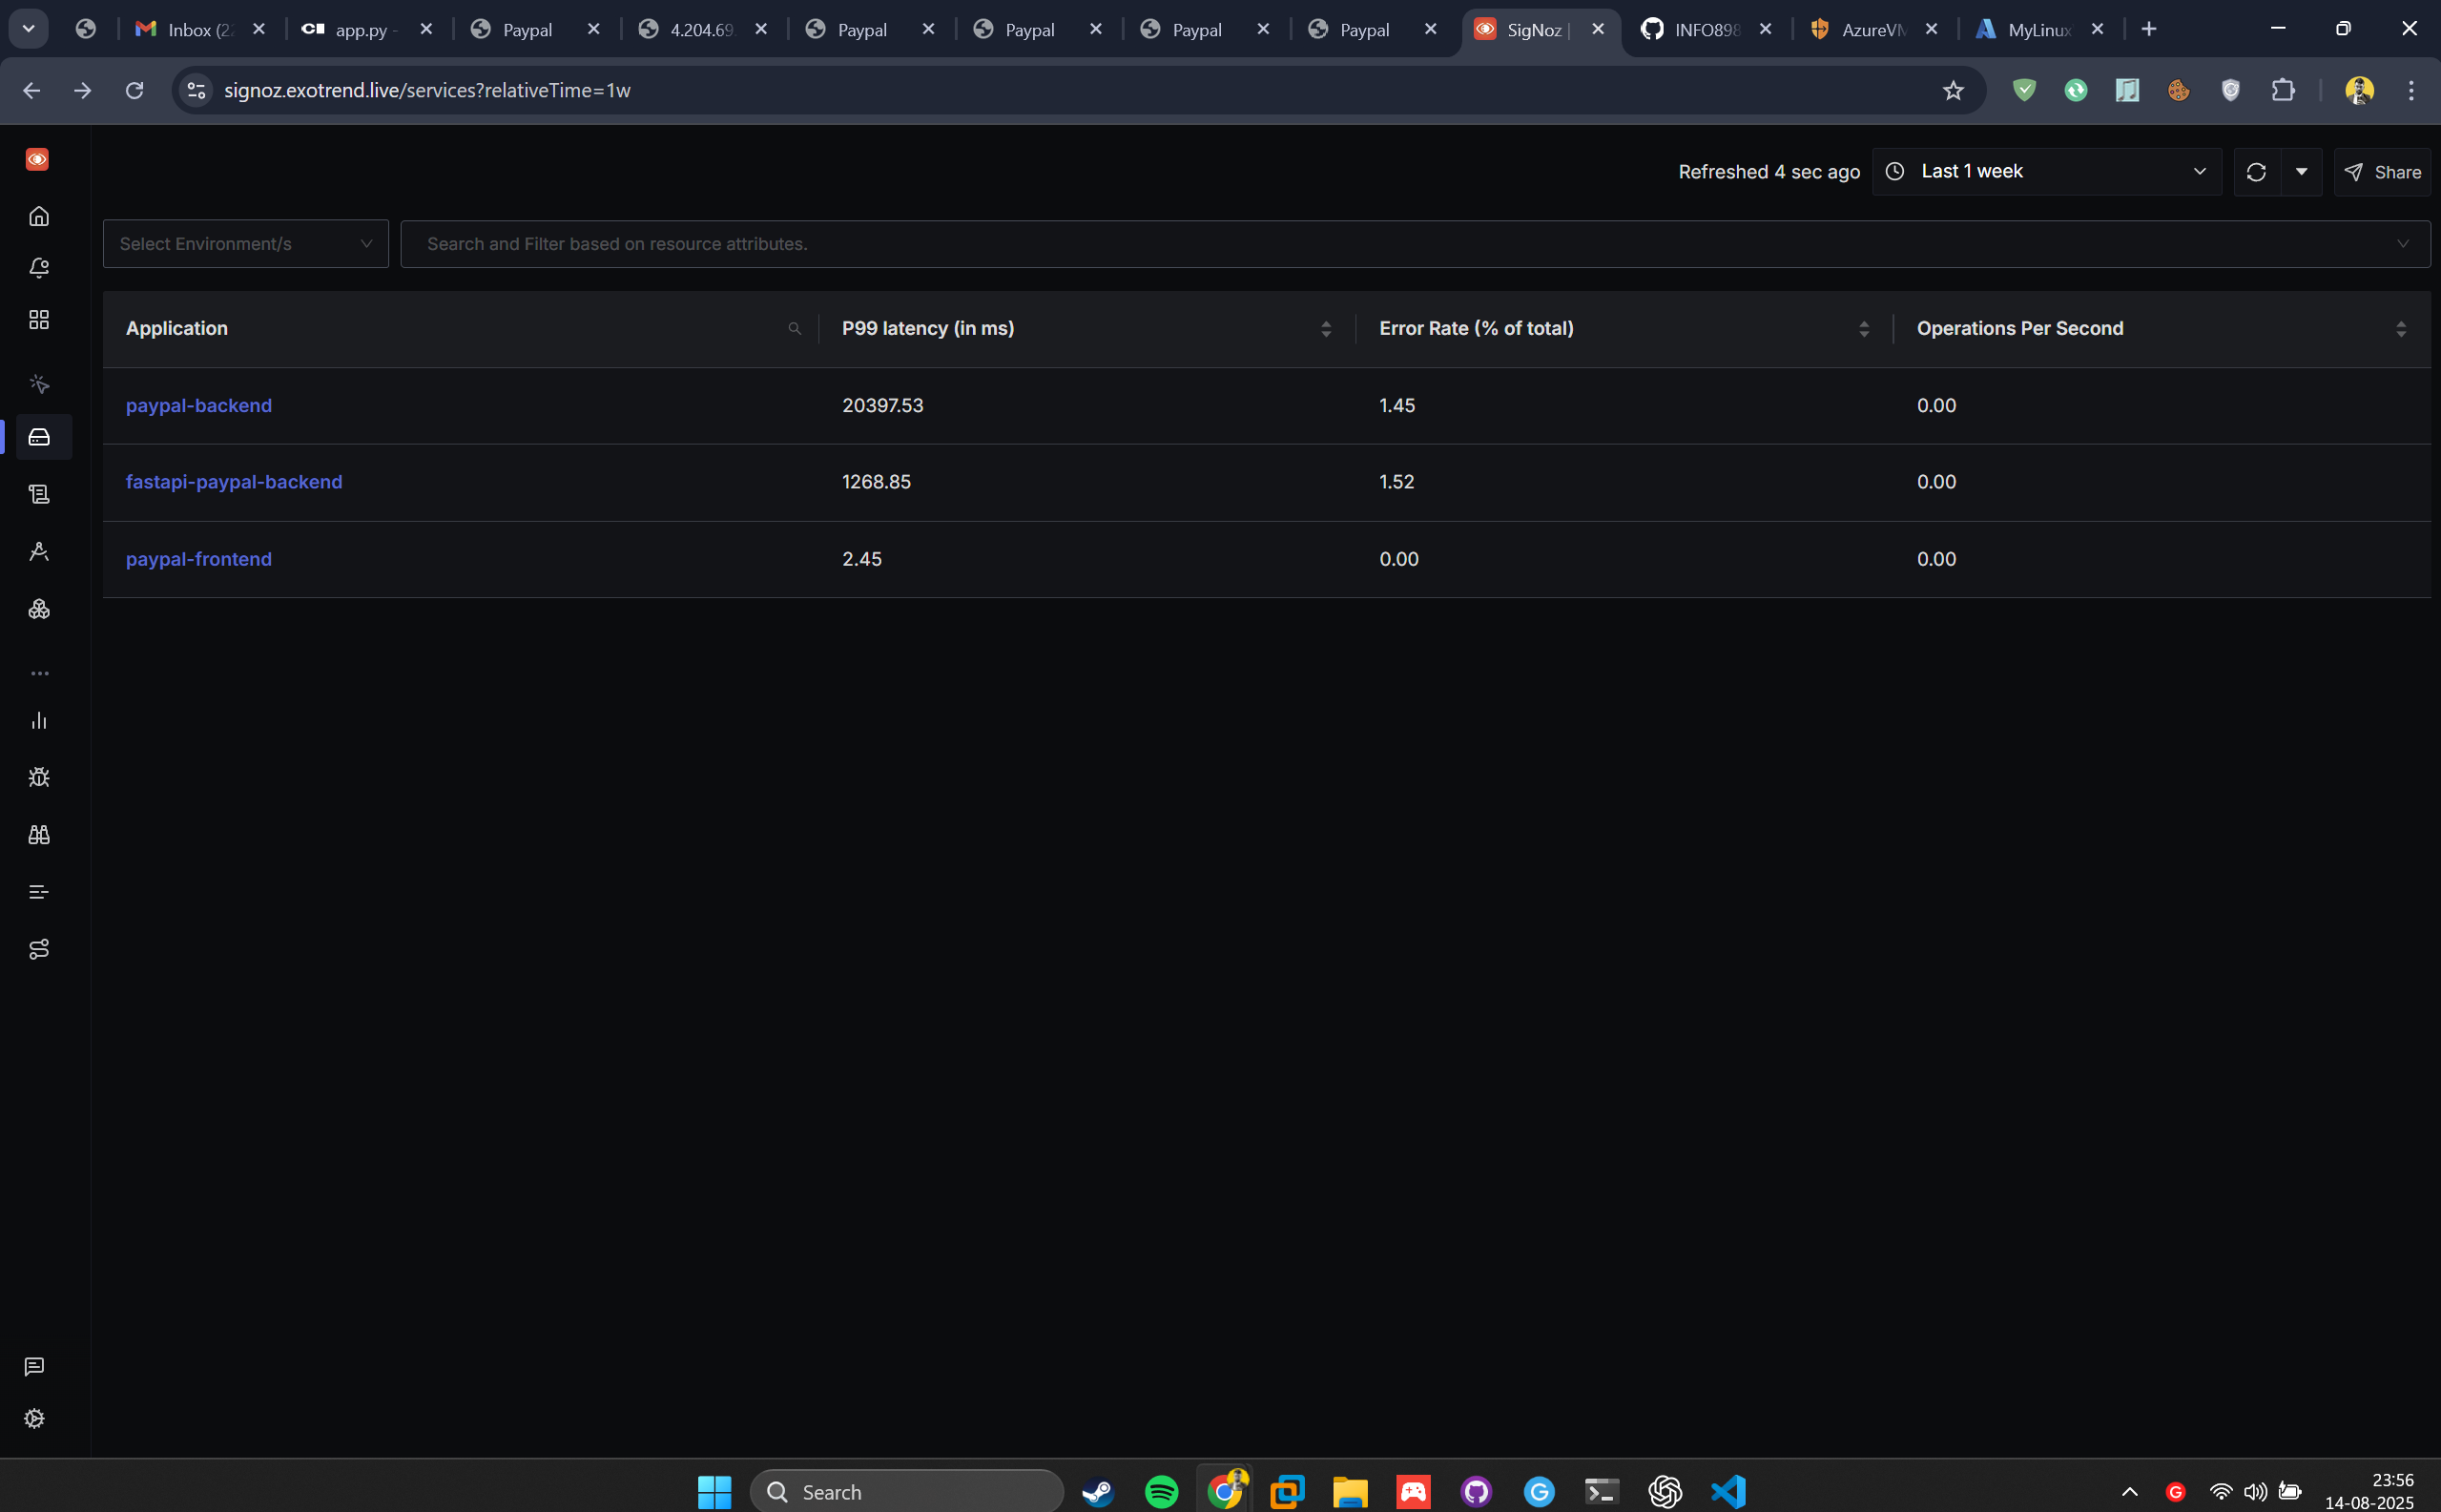 Inbox (22
app.py -
Paypal
4.204.69.
Paypal
Paypal
Paypal
Paypal
SigNoz |
INFO898
AzureVM
MyLinux
signoz.exotrend.live/services?relativeTime=1w
Refreshed 4 sec ago
Last 1 week
Share
Select Environment/s
Search and Filter based on resource attributes.
Application P99 latency (in ms) Error Rate (% of total) Operations Per Second
paypal-backend 20397.53 1.45 0.00
fastapi-paypal-backend 1268.85 1.52 0.00
paypal-frontend 2.45 0.00 0.00
Search
23:56
14-08-2025